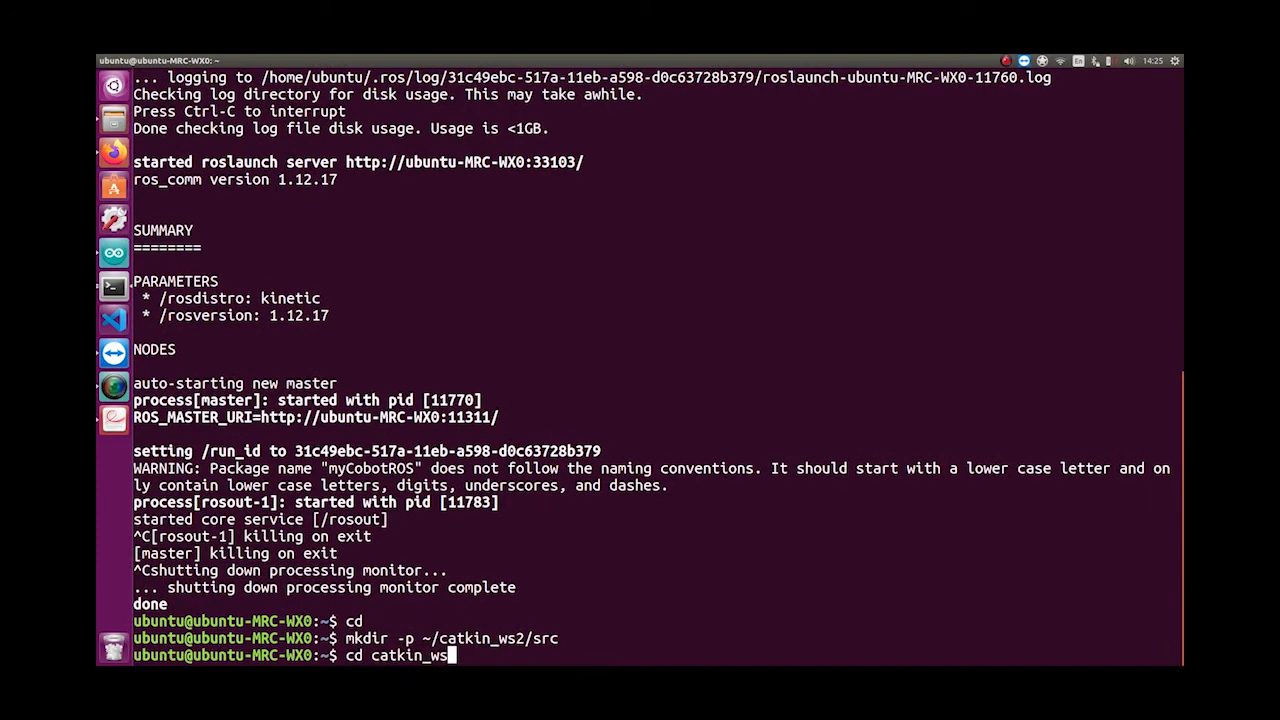 ubuntu@ubuntu-MRC-WX0: ~
En
14:25
... logging to /home/ubuntu/.ros/log/31c49ebc-517a-11eb-a598-d0c63728b379/roslaunch-ubuntu-MRC-WX0-11760.log
Checking log directory for disk usage. This may take awhile.
Press Ctrl-C to interrupt
Done checking log file disk usage. Usage is <1GB.
started roslaunch server http://ubuntu-MRC-WX0:33103/
ros_comm version 1.12.17
SUMMARY
========
PARAMETERS
* /rosdistro: kinetic
* /rosversion: 1.12.17
NODES
auto-starting new master
process[master]: started with pid [11770]
ROS_MASTER_URI=http://ubuntu-MRC-WX0:11311/
setting /run_id to 31c49ebc-517a-11eb-a598-d0c63728b379
WARNING: Package name "myCobotROS" does not follow the naming conventions. It should start with a lower case letter and on
ly contain lower case letters, digits, underscores, and dashes.
process[rosout-1]: started with pid [11783]
started core service [/rosout]
^C[rosout-1] killing on exit
[master] killing on exit
^Cshutting down processing monitor...
... shutting down processing monitor complete
done
ubuntu@ubuntu-MRC-WX0:~$ cd
ubuntu@ubuntu-MRC-WX0:~$ mkdir -p ~/catkin_ws2/src
ubuntu@ubuntu-MRC-WX0:~$ cd catkin_ws